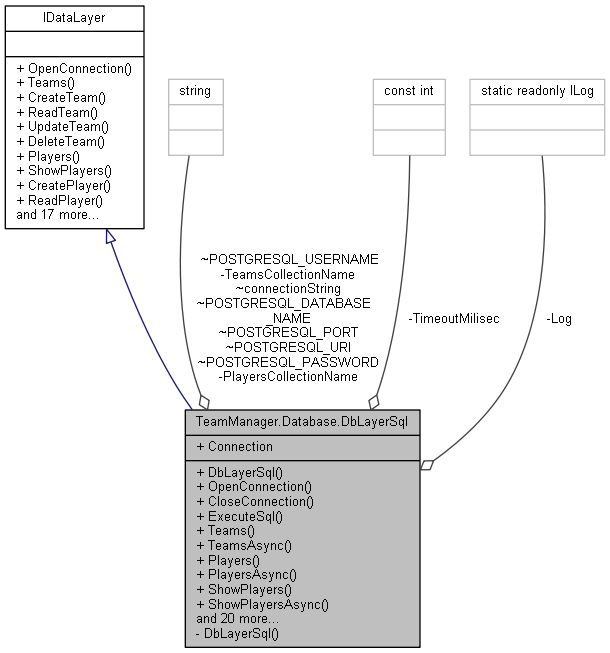 IDataLayer
+ OpenConnection()
+ Teams()
+ CreateTeam()
+ ReadTeam()
+ UpdateTeam()
+ DeleteTeam()
+ Players()
+ ShowPlayers()
+ CreatePlayer()
+ ReadPlayer()
and 17 more...
string
const int
static readonly ILog
~POSTGRESQL_USERNAME
-TeamsCollectionName
~connectionString
~POSTGRESQL_DATABASE
_NAME
~POSTGRESQL_PORT
~POSTGRESQL_URI
~POSTGRESQL_PASSWORD
-PlayersCollectionName
-TimeoutMilisec
-Log
TeamManager.Database.DbLayerSql
+ Connection
+ DbLayerSql()
+ OpenConnection()
+ CloseConnection()
+ ExecuteSql()
+ Teams()
+ TeamsAsync()
+ Players()
+ PlayersAsync()
+ ShowPlayers()
+ ShowPlayersAsync()
and 20 more...
- DbLayerSql()